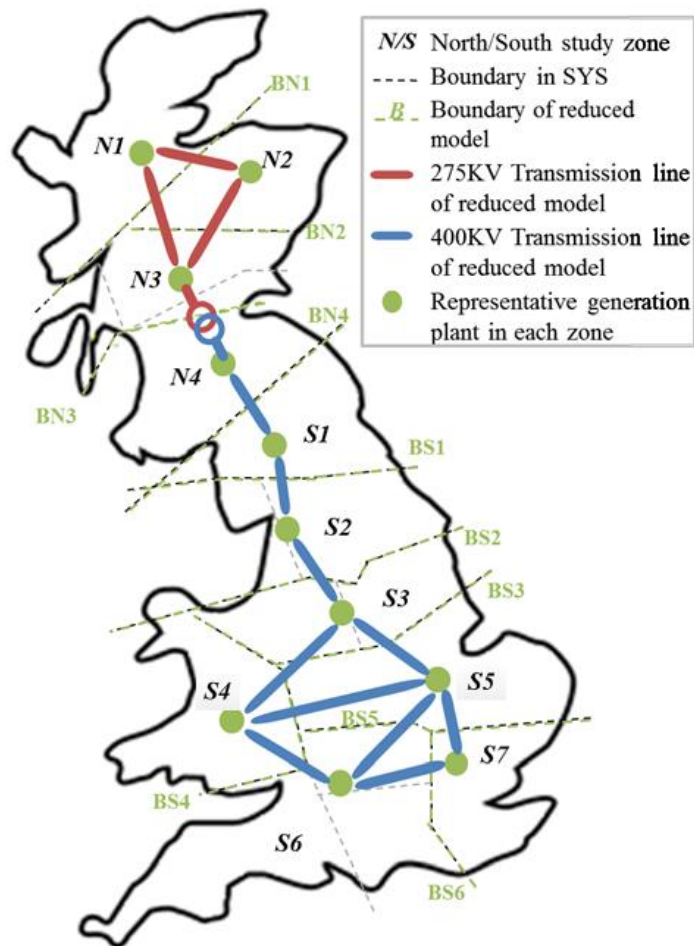 N/S North/South study zone
Boundary in SYS
B Boundary of reduced
model
275KV Transmission line
of reduced model
400KV Transmission line
of reduced model
Representative generation
plant in each zone
BN1
N1
N2
BN2
N3
BN4
N4
BN3
S1
BS1
S2
BS2
S3
BS3
S4
S5
BS5
S7
BS4
S6
BS6